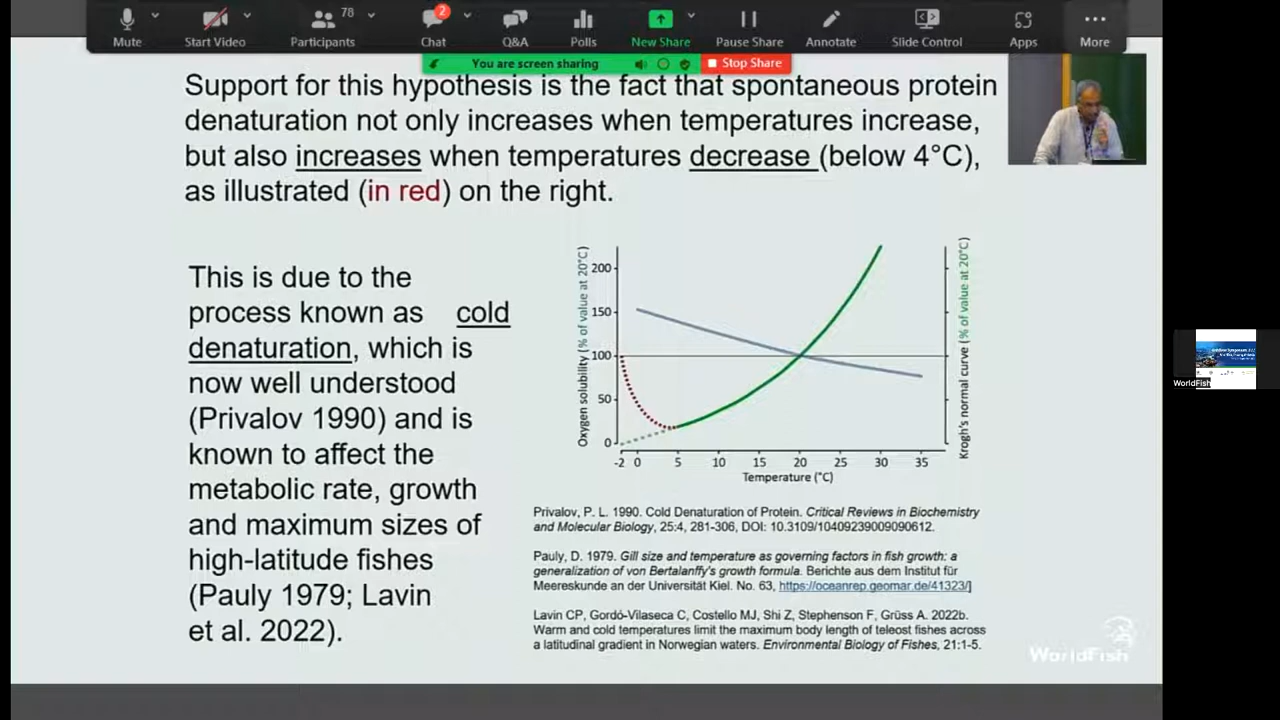 78
2
Mute
Start Video
Participants
Chat
Q&A
Polls
New Share
Pause Share
Annotate
Slide Control
Apps
More
You are screen sharing
Stop Share
Support for this hypothesis is the fact that spontaneous protein
denaturation not only increases when temperatures increase,
but also increases when temperatures decrease (below 4°C),
as illustrated (in red) on the right.
This is due to the
process known as cold
denaturation, which is
now well understood
(Privalov 1990) and is
known to affect the
metabolic rate, growth
and maximum sizes of
high-latitude fishes
(Pauly 1979; Lavin
et al. 2022).
Oxygen solubility (% of value at 20°C)
200
150
100
50
0
-2 0 5 10 15 20 25 30 35
Temperature (°C)
Krogh's normal curve (% of value at 20°C)
Privalov, P. L. 1990. Cold Denaturation of Protein. Critical Reviews in Biochemistry
and Molecular Biology, 25:4, 281-306, DOI: 10.3109/10409239009090612.
Pauly, D. 1979. Gill size and temperature as governing factors in fish growth: a
generalization of von Bertalanffy's growth formula. Berichte aus dem Institut für
Meereskunde an der Universität Kiel. No. 63, https://oceanrep.geomar.de/41323/]
Lavin CP, Gordó-Vilaseca C, Costello MJ, Shi Z, Stephenson F, Grüss A. 2022b.
Warm and cold temperatures limit the maximum body length of teleost fishes across
a latitudinal gradient in Norwegian waters. Environmental Biology of Fishes, 21:1-5.
WorldFish
WorldFish